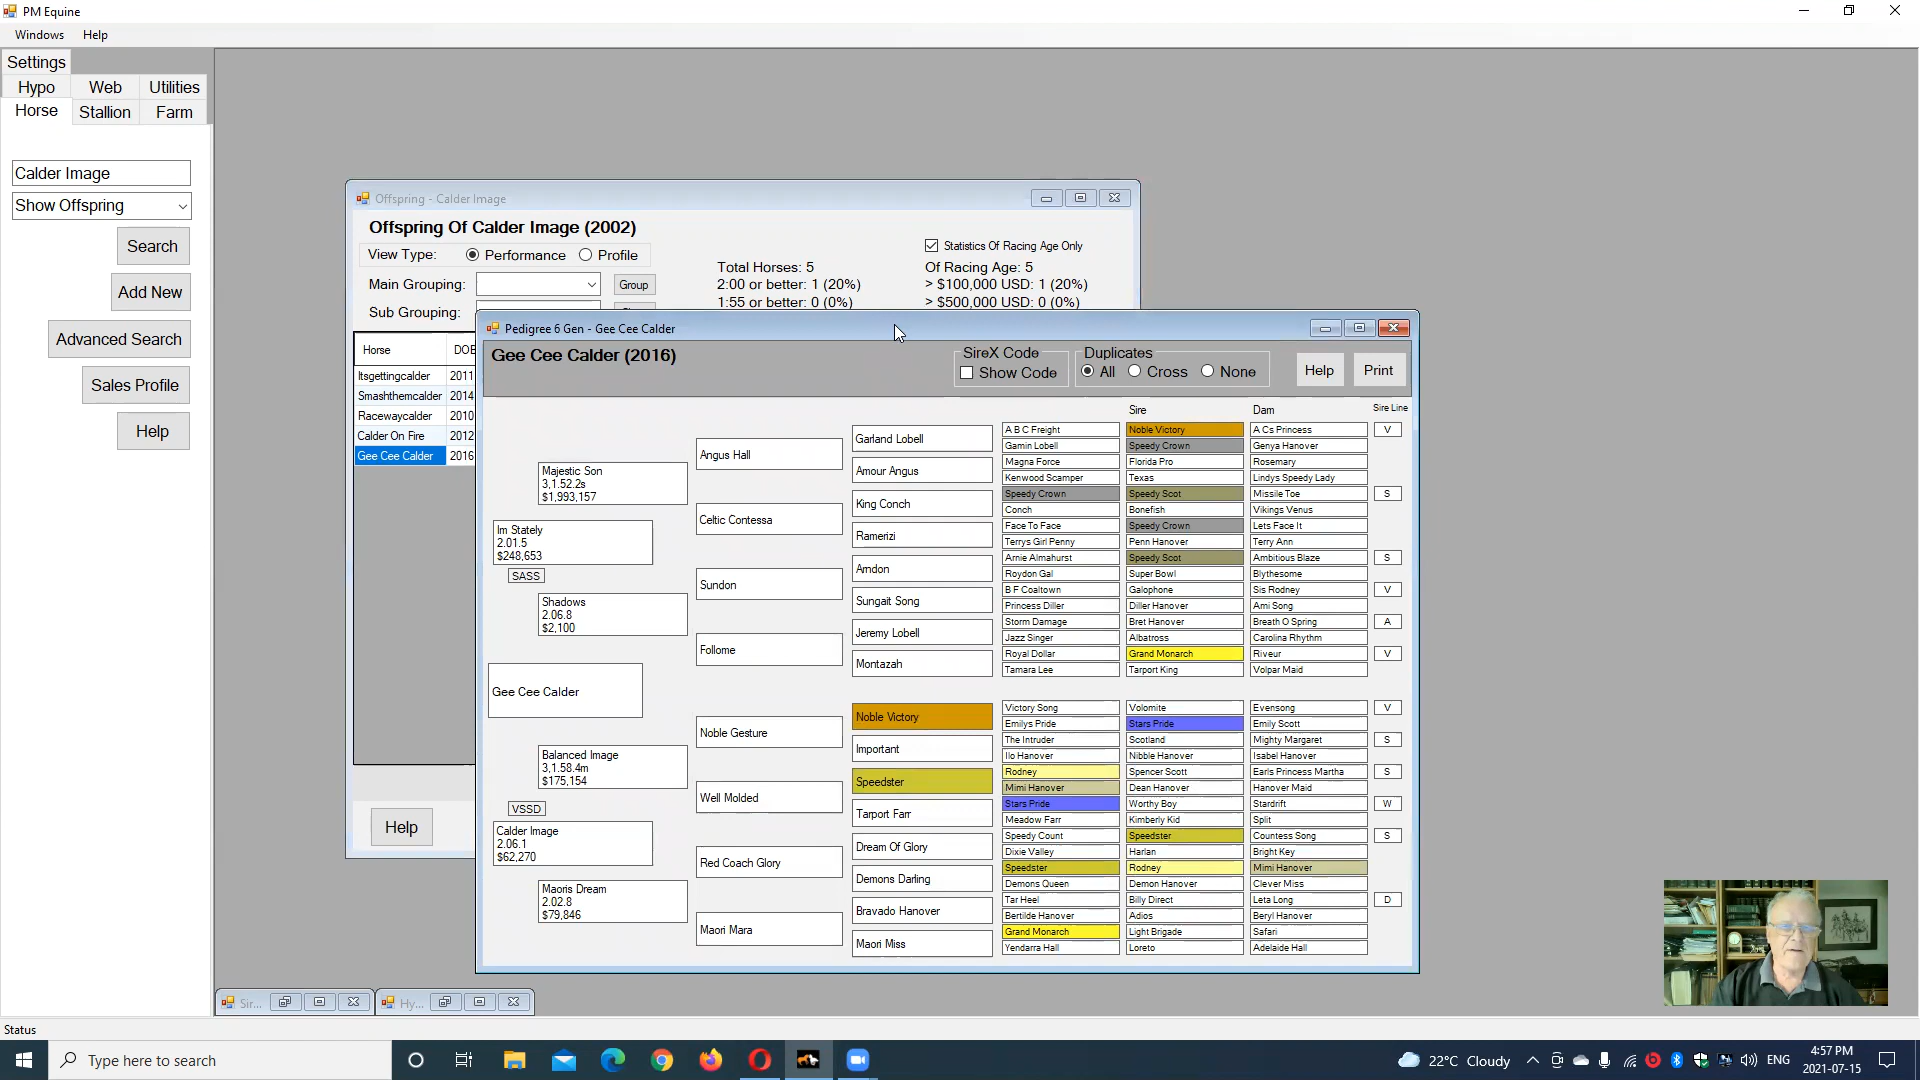 PM Equine
Windows Help
Settings
Hypo Web Utilities
Horse Stallion Farm
Calder Image
Show Offspring
Search
Add New
Advanced Search
Sales Profile
Help
Offspring - Calder Image
Offspring Of Calder Image (2002)
View Type: Performance Profile
Main Grouping: Group
Sub Grouping:
Statistics Of Racing Age Only
Total Horses: 5
2:00 or better: 1 (20%)
1:55 or better: 0 (0%)
Of Racing Age: 5
> $100,000 USD: 1 (20%)
> $500,000 USD: 0 (0%)
Horse DOB
Itsgettingcalder 2011
Smashthemcalder 2014
Racewaycalder 2010
Calder On Fire 2012
Gee Cee Calder 2016
Help
Pedigree 6 Gen - Gee Cee Calder
Gee Cee Calder (2016)
SireX Code
Show Code
Duplicates
All Cross None
Help Print
Sire Dam Sire Line
Gee Cee Calder
Im Stately
2.01.5
$248,653
SASS
VSSD
Calder Image
2.06.1
$62,270
Majestic Son
3,1.52.2s
$1,993,157
Shadows
2.06.8
$2,100
Balanced Image
3,1.58.4m
$175,154
Maoris Dream
2.02.8
$79,846
Angus Hall
Celtic Contessa
Sundon
Follome
Noble Gesture
Well Molded
Red Coach Glory
Maori Mara
Garland Lobell
Amour Angus
King Conch
Ramerizi
Arndon
Sungait Song
Jeremy Lobell
Montazah
Noble Victory
Important
Speedster
Tarport Farr
Dream Of Glory
Demons Darling
Bravado Hanover
Maori Miss
A B C Freight Noble Victory A Cs Princess V
Gamin Lobell Speedy Crown Genya Hanover
Magna Force Florida Pro Rosemary
Kenwood Scamper Texas Lindys Speedy Lady
Speedy Crown Speedy Scot Missile Toe S
Conch Bonefish Vikings Venus
Face To Face Speedy Crown Lets Face It
Terrys Girl Penny Penn Hanover Terry Ann
Arnie Almahurst Speedy Scot Ambitious Blaze S
Roydon Gal Super Bowl Blythesome
B F Coaltown Galophone Sis Rodney V
Princess Diller Diller Hanover Ami Song
Storm Damage Bret Hanover Breath O Spring A
Jazz Singer Albatross Carolina Rhythm
Royal Dollar Grand Monarch Riveur V
Tamara Lee Tarport King Volpar Maid
Victory Song Volomite Evensong V
Emilys Pride Stars Pride Emily Scott
The Intruder Scotland Mighty Margaret S
Ilo Hanover Nibble Hanover Isabel Hanover
Rodney Spencer Scott Earls Princess Martha S
Mimi Hanover Dean Hanover Hanover Maid
Stars Pride Worthy Boy Stardrift W
Meadow Farr Kimberly Kid Split
Speedy Count Speedster Countess Song S
Dixie Valley Harlan Bright Key
Speedster Rodney Mimi Hanover
Demons Queen Demon Hanover Clever Miss
Tar Heel Billy Direct Leta Long D
Bertilde Hanover Adios Beryl Hanover
Grand Monarch Light Brigade Safari
Yendarra Hall Loreto Adelaide Hall
Sir... Hy...
Status
Type here to search
22°C Cloudy ENG 4:57 PM
2021-07-15